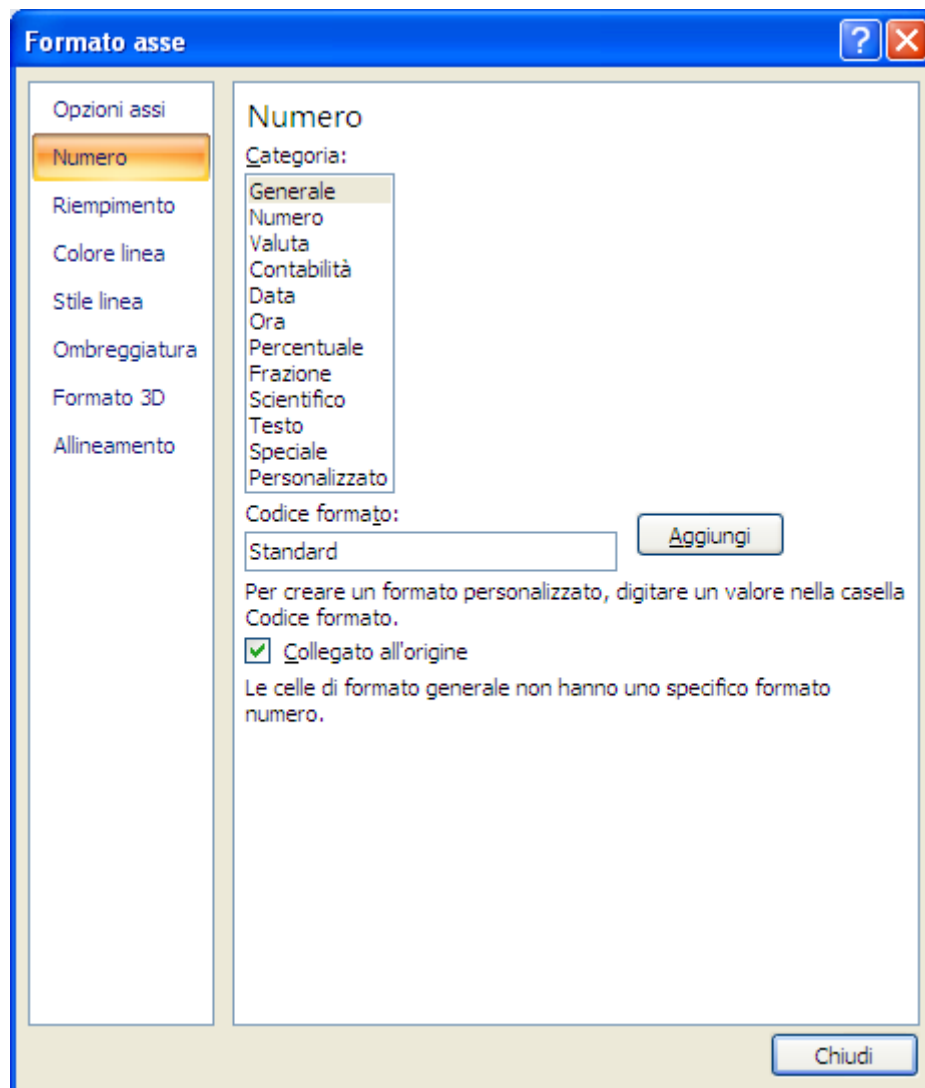 Formato asse
Opzioni assi
Numero
Riempimento
Colore linea
Stile linea
Ombreggiatura
Formato 3D
Allineamento
Numero
Categoria:
Generale
Numero
Valuta
Contabilità
Data
Ora
Percentuale
Frazione
Scientifico
Testo
Speciale
Personalizzato
Codice formato:
Standard
Aggiungi
Per creare un formato personalizzato, digitare un valore nella casella
Codice formato.
Collegato all'origine
Le celle di formato generale non hanno uno specifico formato
numero.
Chiudi